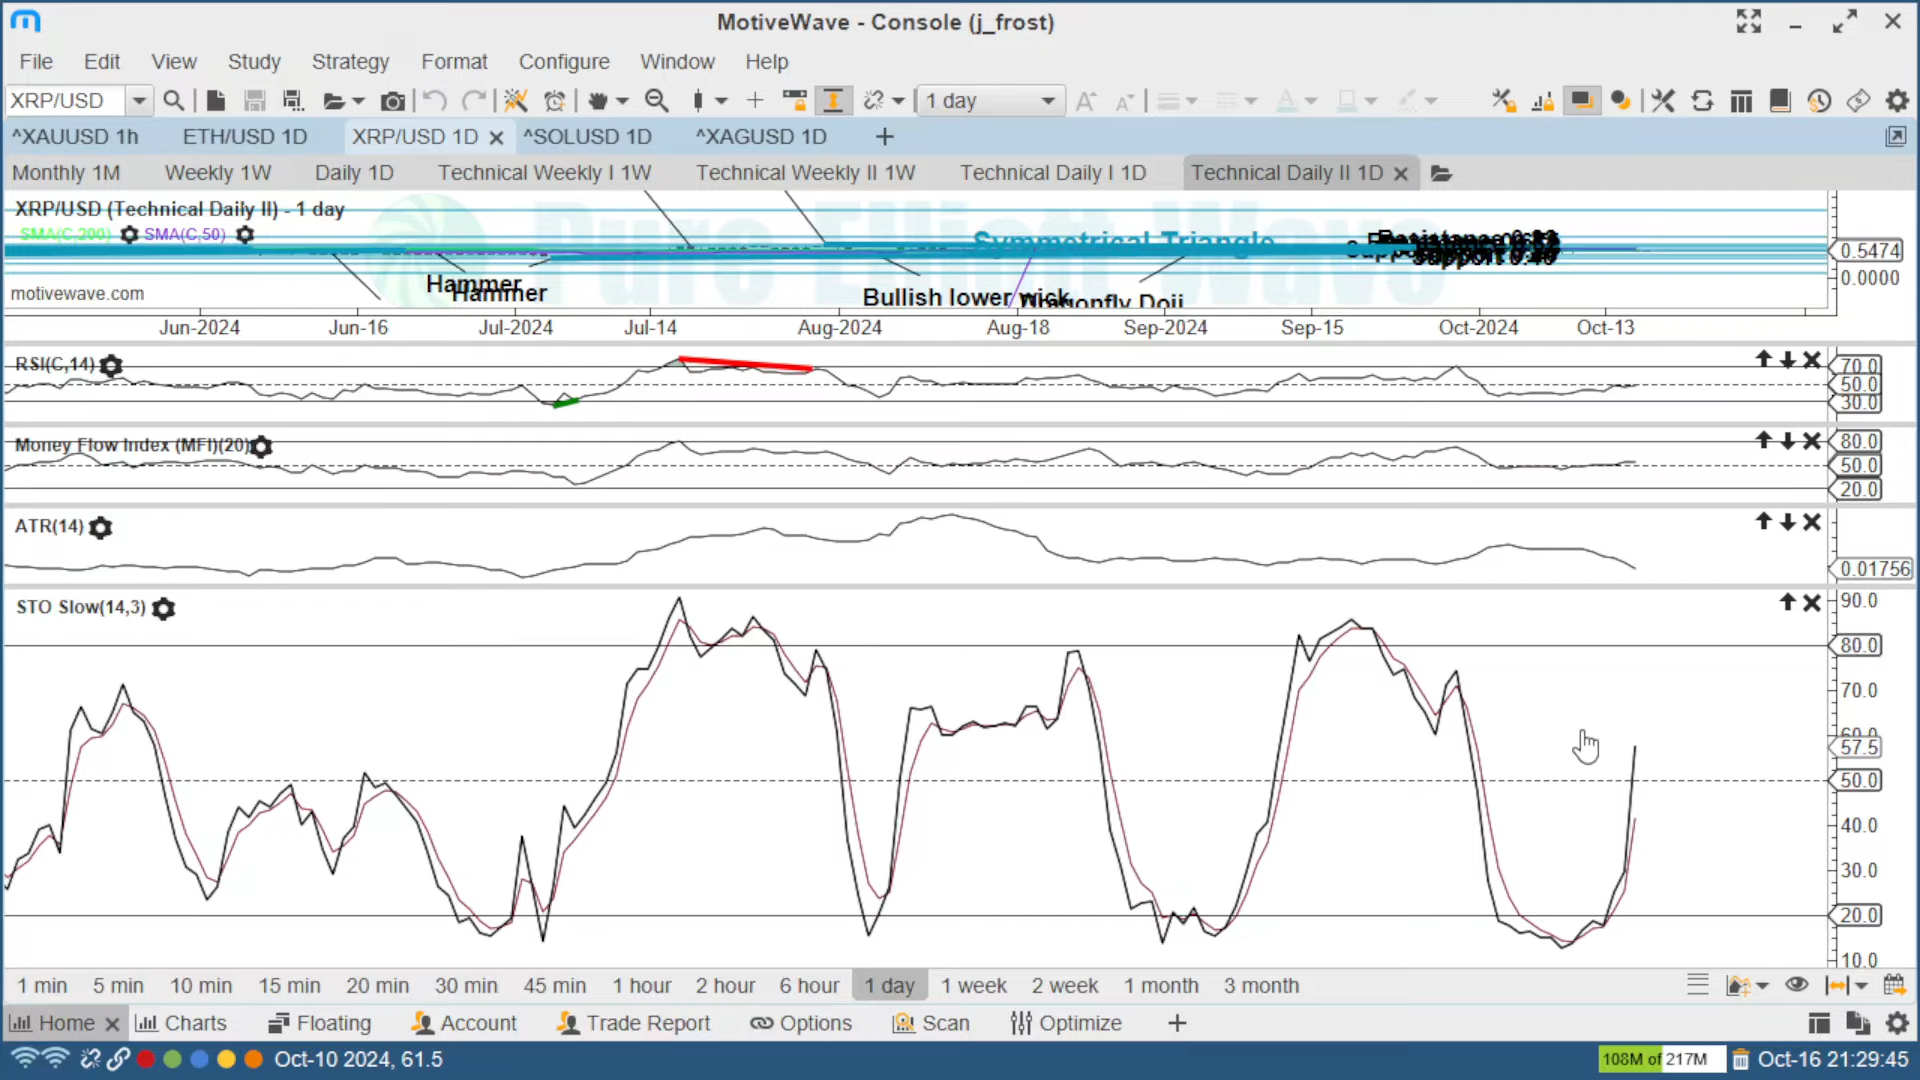 MotiveWave - Console (j_frost)
File Edit View Study Strategy Format Configure Window Help
XRP/USD 1 day
^XAUUSD 1h ETH/USD 1D XRP/USD 1D ^SOLUSD 1D ^XAGUSD 1D
Monthly 1M Weekly 1W Daily 1D Technical Weekly I 1W Technical Weekly II 1W Technical Daily I 1D Technical Daily II 1D
XRP/USD (Technical Daily II) - 1 day
SMA(C,200) SMA(C,50)
Pure Elliott Wave
Symmetrical Triangle
0.5474
0.0000
Hammer
Hammer
Bullish lower wick
Dragonfly Doji
motivewave.com
Jun-2024 Jun-16 Jul-2024 Jul-14 Aug-2024 Aug-18 Sep-2024 Sep-15 Oct-2024 Oct-13
RSI(C,14)
70.0
50.0
30.0
Money Flow Index (MFI)(20)
80.0
50.0
20.0
ATR(14)
0.01756
STO Slow(14,3)
90.0
80.0
70.0
60.0
57.5
50.0
40.0
30.0
20.0
10.0
1 min 5 min 10 min 15 min 20 min 30 min 45 min 1 hour 2 hour 6 hour 1 day 1 week 2 week 1 month 3 month
Home Charts Floating Account Trade Report Options Scan Optimize
Oct-10 2024, 61.5 108M of 217M Oct-16 21:29:45